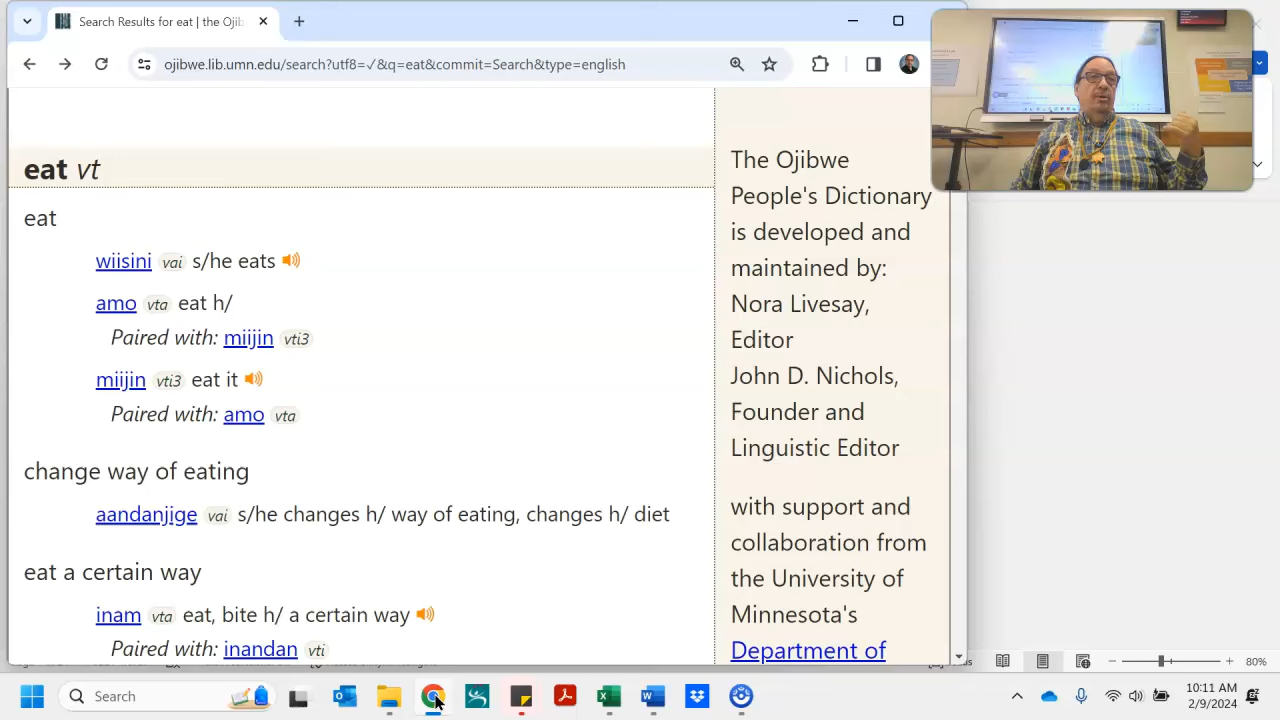 Search Results for eat | the Ojib
ojibwe.lib.umn.edu/search?utf8=✓&q=eat&commit=Search&type=english
eat vt
eat
wiisini vai s/he eats
amo vta eat h/
Paired with: miijin vti3
miijin vti3 eat it
Paired with: amo vta
change way of eating
aandanjige vai s/he changes h/ way of eating, changes h/ diet
eat a certain way
inam vta eat, bite h/ a certain way
Paired with: inandan vti
The Ojibwe
People's Dictionary
is developed and
maintained by:
Nora Livesay,
Editor
John D. Nichols,
Founder and
Linguistic Editor
with support and
collaboration from
the University of
Minnesota's
Department of
80%
Search
10:11 AM
2/9/2024